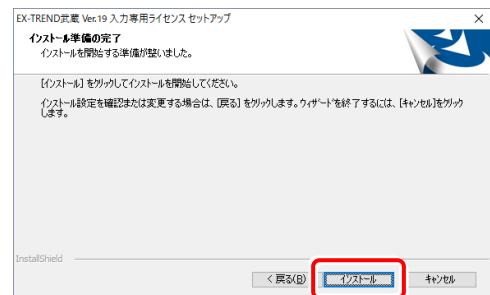 EX-TREND武蔵 Ver.19 入力専用ライセンス セットアップ
インストール準備の完了
インストールを開始する準備が整いました。
[インストール] をクリックしてインストールを開始してください。
インストール設定を確認または変更する場合は、[戻る] をクリックします。ウィザードを終了するには、[キャンセル]をクリック
します。
InstallShield
< 戻る(B)
インストール
キャンセル